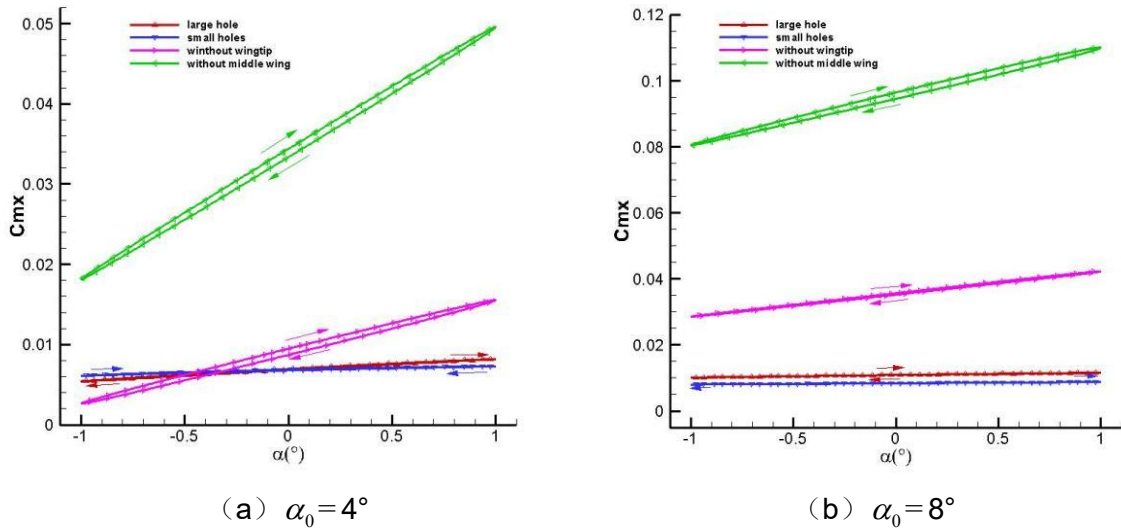 0.05
0.04
0.03
0.02
0.01
0
Cmx
large hole
small holes
winthout wingtip
without middle wing
-1
-0.5
0
0.5
1
α(°)
(a) α₀=4°
0.12
0.1
0.08
0.06
0.04
0.02
0
Cmx
large hole
small holes
without wingtip
without middle wing
-1
-0.5
0
0.5
1
α(°)
(b) α₀=8°